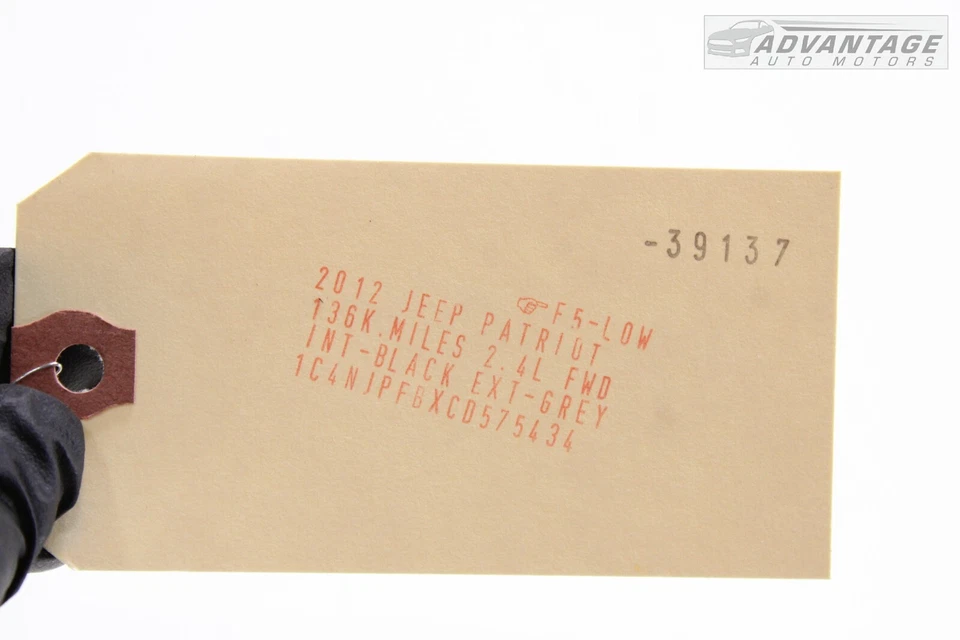 ADVANTAGE
AUTO MOTORS
-39137
☞F5-LOW
2012 JEEP PATRIOT
136K.MILES 2.4L FWD
INT-BLACK EXT-GREY
1C4NJPFBXCD575434